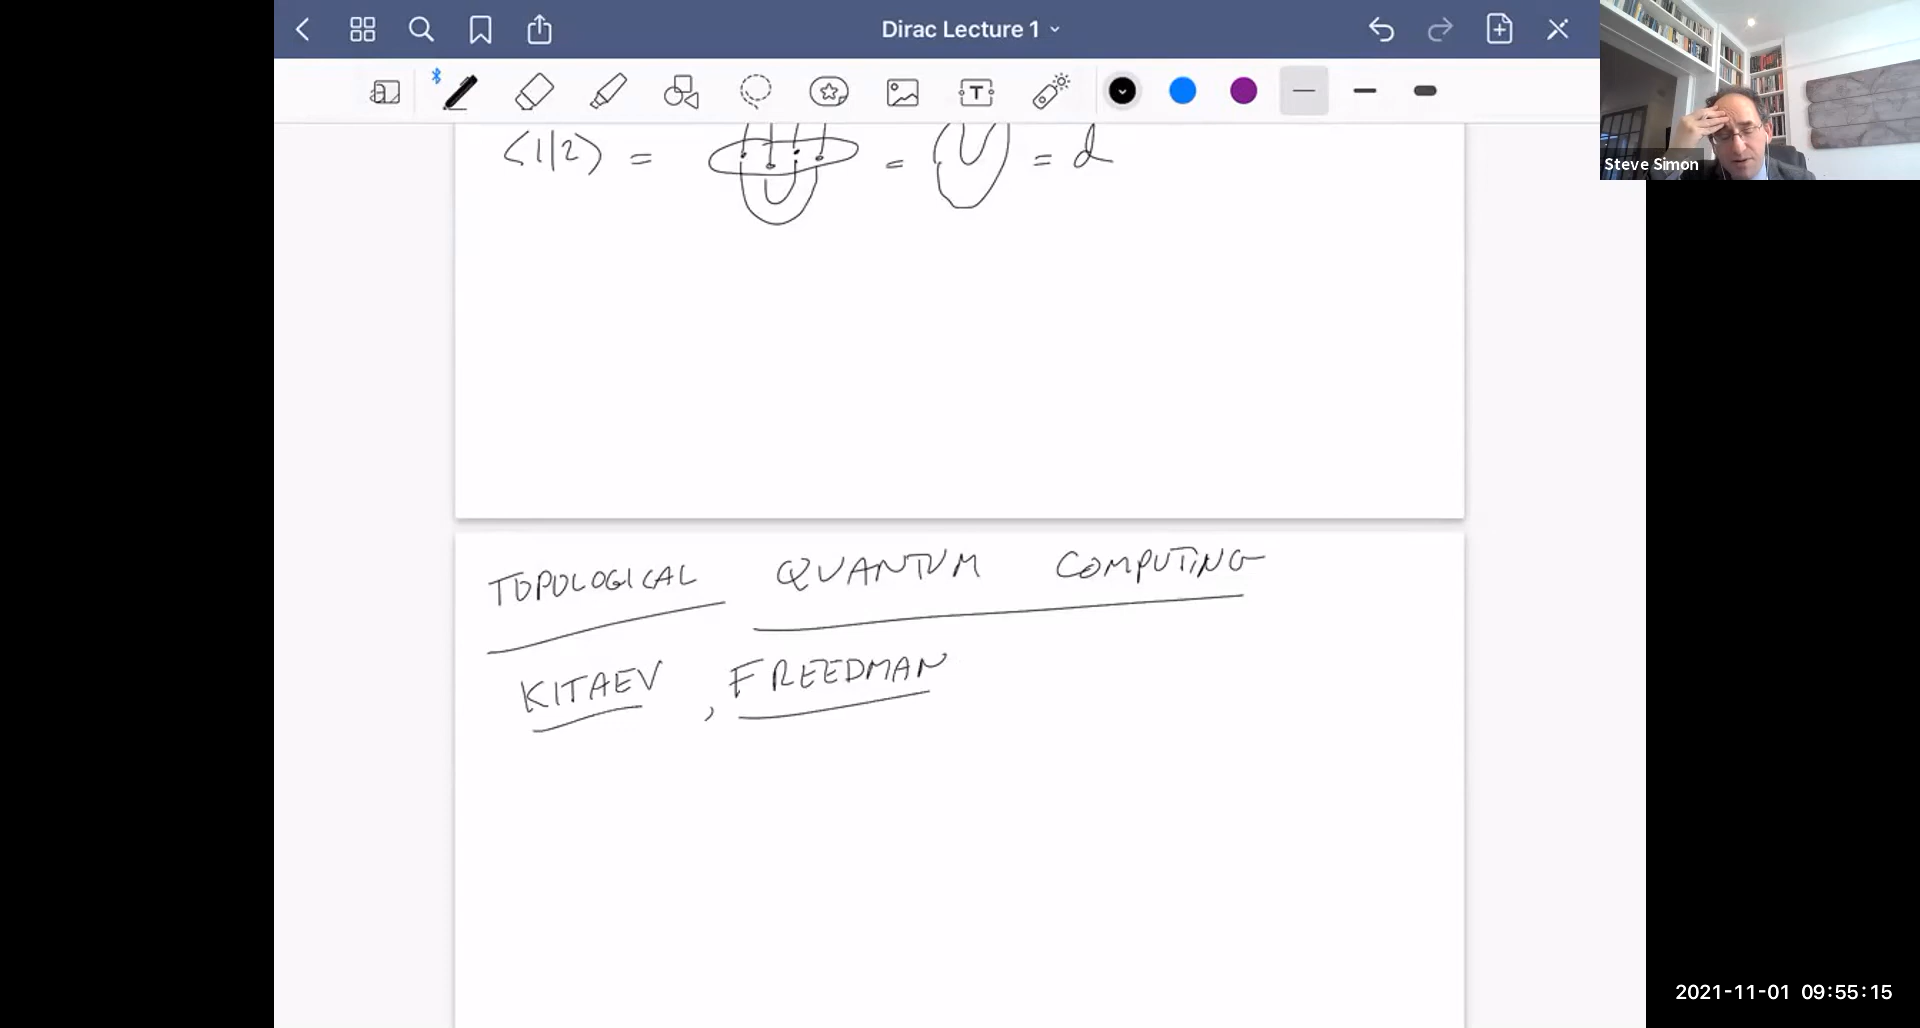 Dirac Lecture 1
Steve Simon
⟨1|2⟩ = = = d
TOPOLOGICAL QUANTUM COMPUTING
KITAEV, FREEDMAN
2021-11-01 09:55:15